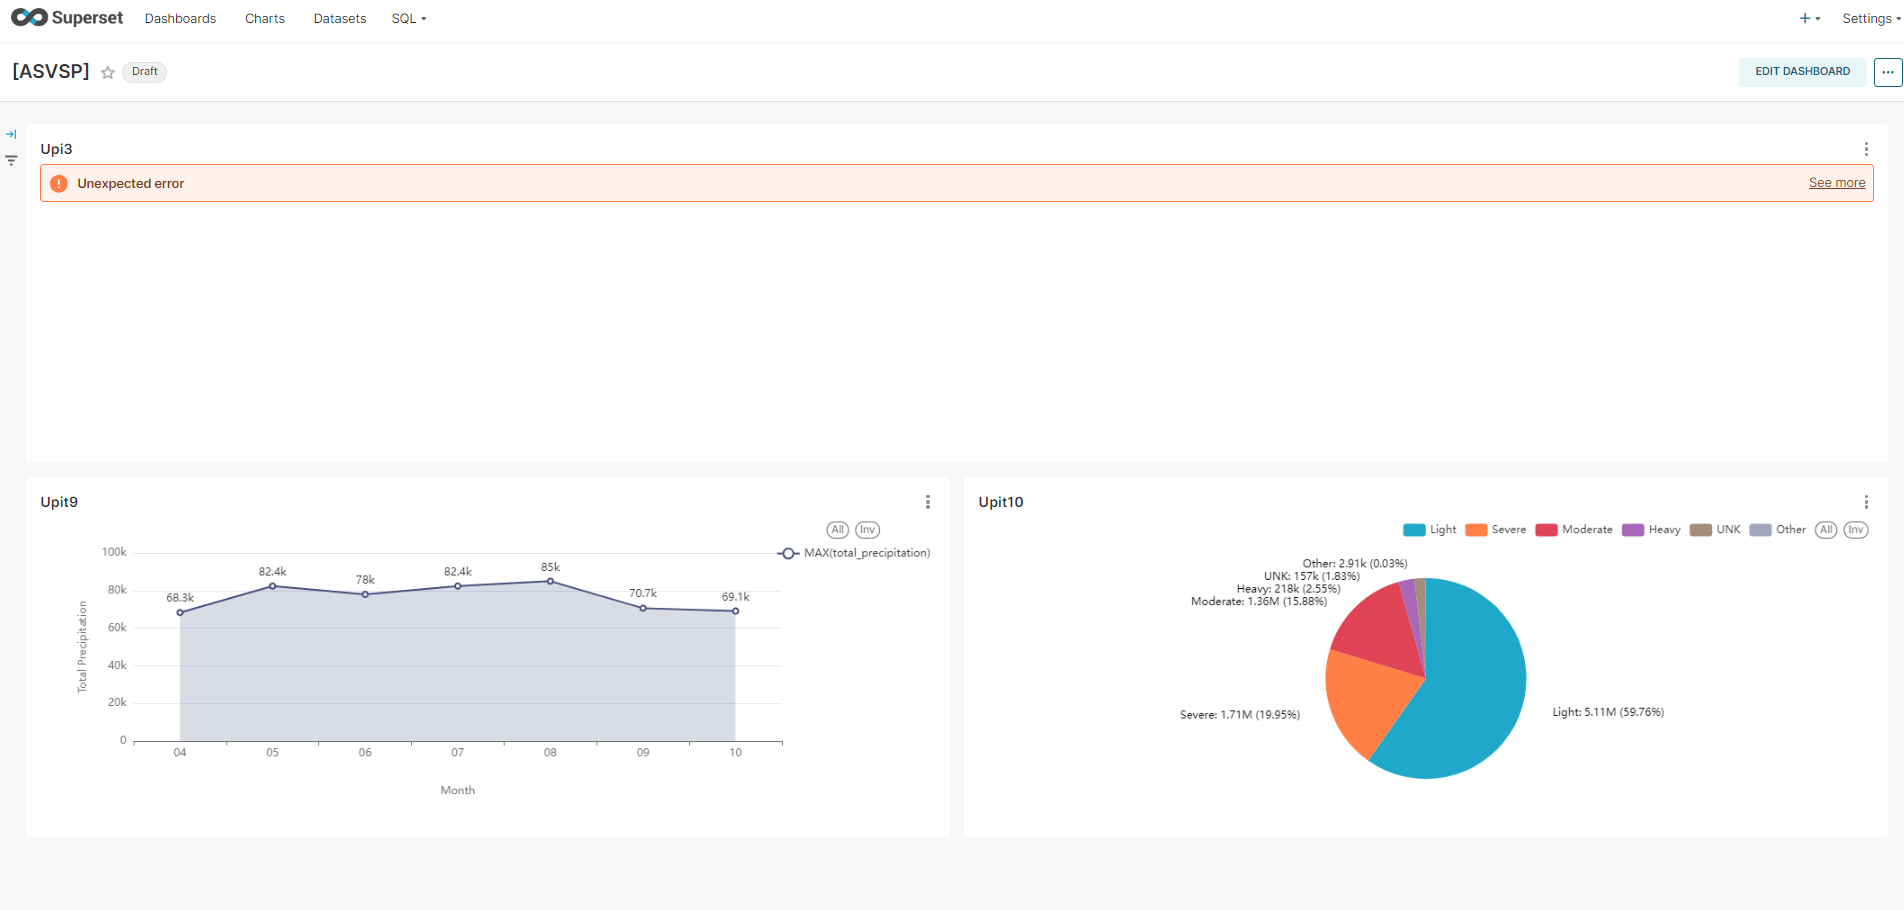 Superset Dashboards Charts Datasets SQL Settings
[ASVSP] Draft EDIT DASHBOARD
Upi3
Unexpected error See more
Upit9
All Inv
MAX(total_precipitation)
100k
80k
60k
40k
20k
0
Total Precipitation
68.3k 82.4k 78k 82.4k 85k 70.7k 69.1k
04 05 06 07 08 09 10
Month
Upit10
Light Severe Moderate Heavy UNK Other All Inv
Other: 2.91k (0.03%)
UNK: 157k (1.83%)
Heavy: 218k (2.55%)
Moderate: 1.36M (15.88%)
Severe: 1.71M (19.95%)
Light: 5.11M (59.76%)